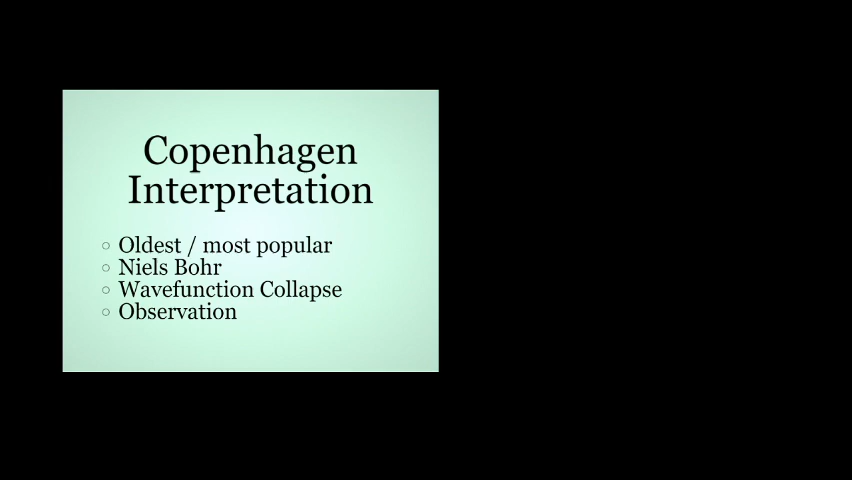 Copenhagen
Interpretation
○ Oldest / most popular
○ Niels Bohr
○ Wavefunction Collapse
○ Observation